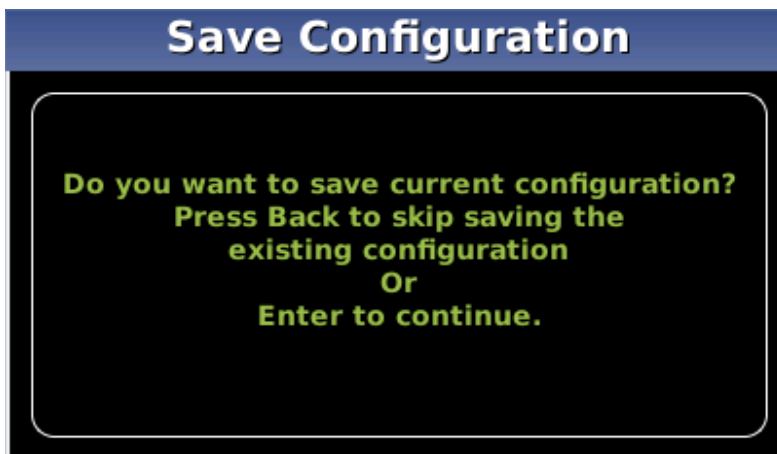 Save Configuration
Do you want to save current configuration?
Press Back to skip saving the
existing configuration
Or
Enter to continue.